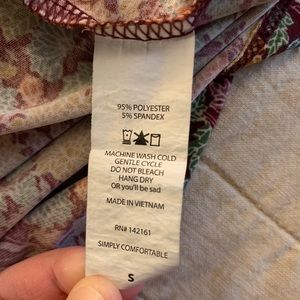 95% POLYESTER
5% SPANDEX
MACHINE WASH COLD
GENTLE CYCLE
DO NOT BLEACH
HANG DRY
OR you'll be sad
MADE IN VIETNAM
RN# 142161
SIMPLY COMFORTABLE
S